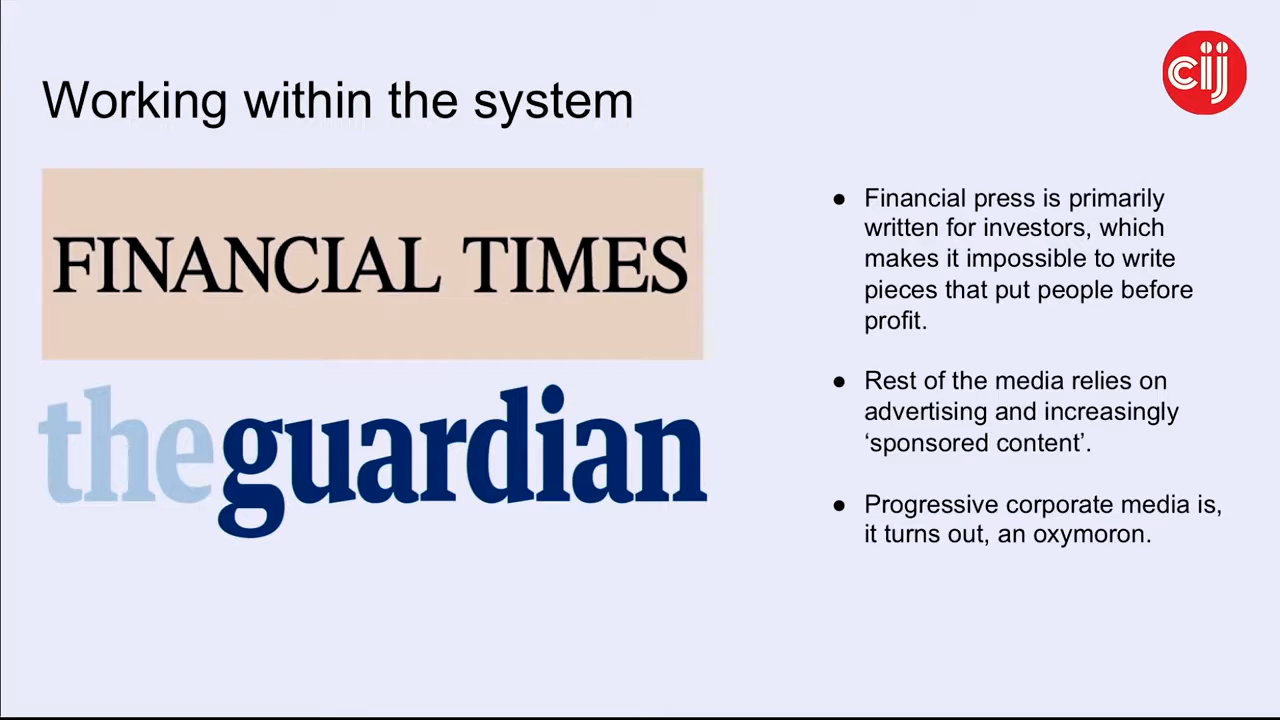 cij
Working within the system
FINANCIAL TIMES
theguardian
● Financial press is primarily
written for investors, which
makes it impossible to write
pieces that put people before
profit.
● Rest of the media relies on
advertising and increasingly
‘sponsored content’.
● Progressive corporate media is,
it turns out, an oxymoron.